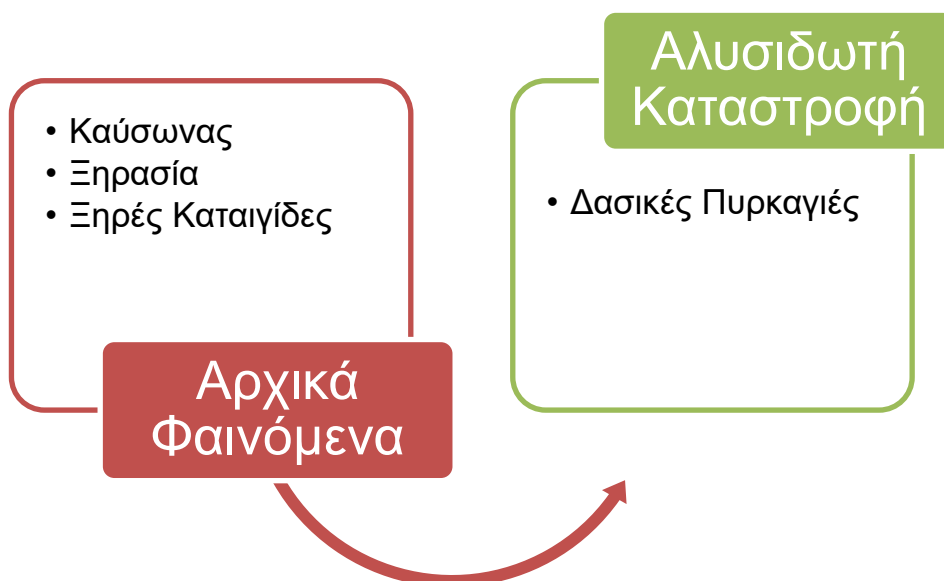 • Καύσωνας
• Ξηρασία
• Ξηρές Καταιγίδες
Αρχικά
Φαινόμενα
Αλυσιδωτή
Καταστροφή
• Δασικές Πυρκαγιές